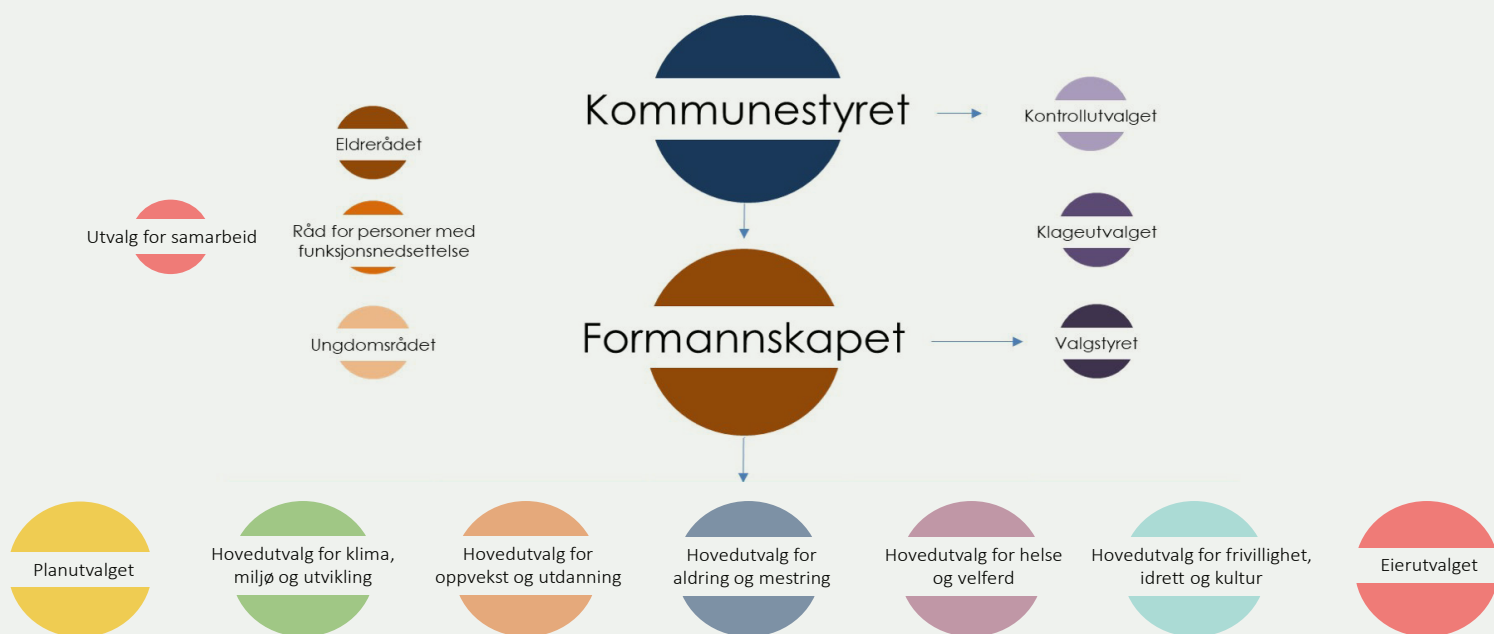 Kommunestyret
Kontrollutvalget
Eldrerådet
Utvalg for samarbeid
Råd for personer med
funksjonsnedsettelse
Klageutvalget
Ungdomsrådet
Formannskapet
Valgstyret
Planutvalget
Hovedutvalg for klima,
miljø og utvikling
Hovedutvalg for
oppvekst og utdanning
Hovedutvalg for
aldring og mestring
Hovedutvalg for helse
og velferd
Hovedutvalg for frivillighet,
idrett og kultur
Eierutvalget